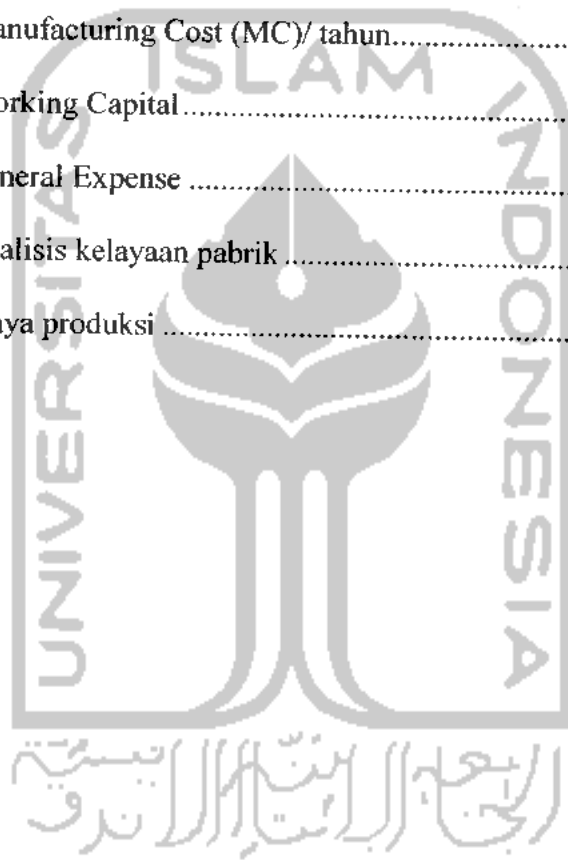 anufacturing Cost (MC)/ tahun
orking Capital
neral Expense
alisis kelayaan pabrik
aya produksi
ISLAM
UNIVERSITAS
INDONESIA